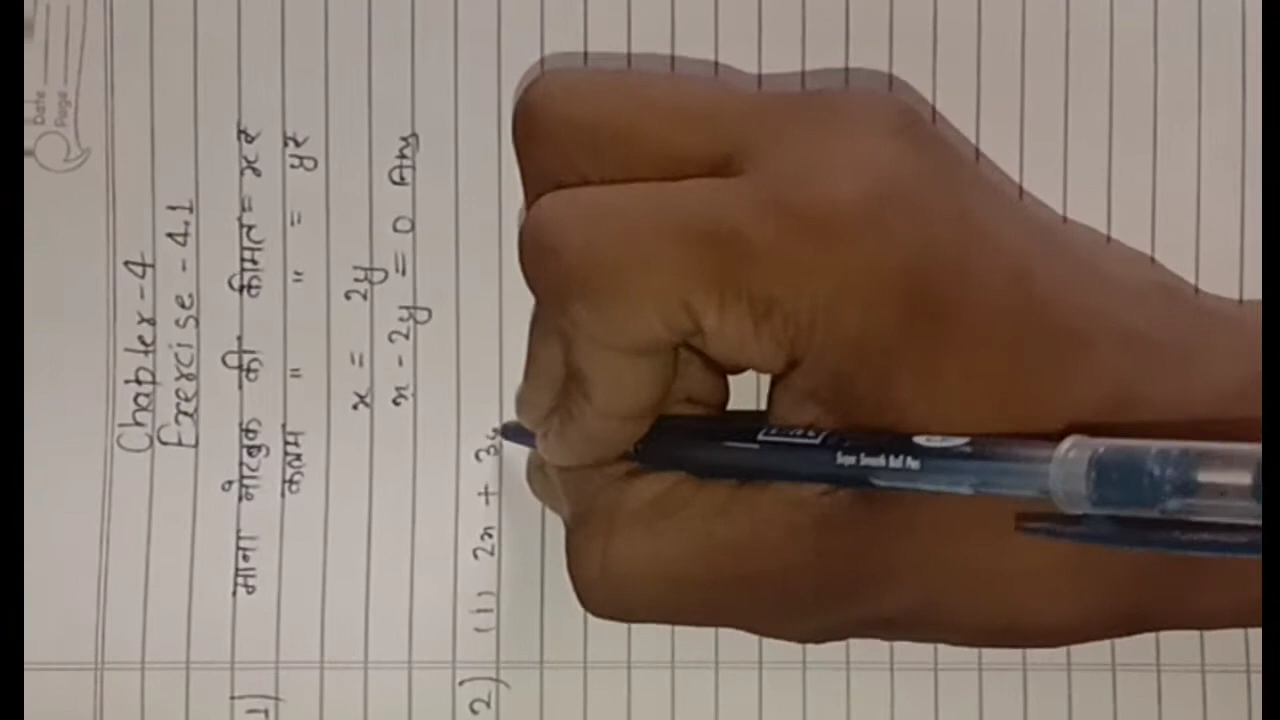 Date
Page
Chapter-4
Exercise - 4.1
1) माना नोटबुक की कीमत = x रु
कलम " " = y रु
x = 2y
x - 2y = 0 Ans
2) (i) 2x + 3y
Super Smooth Ball Pen